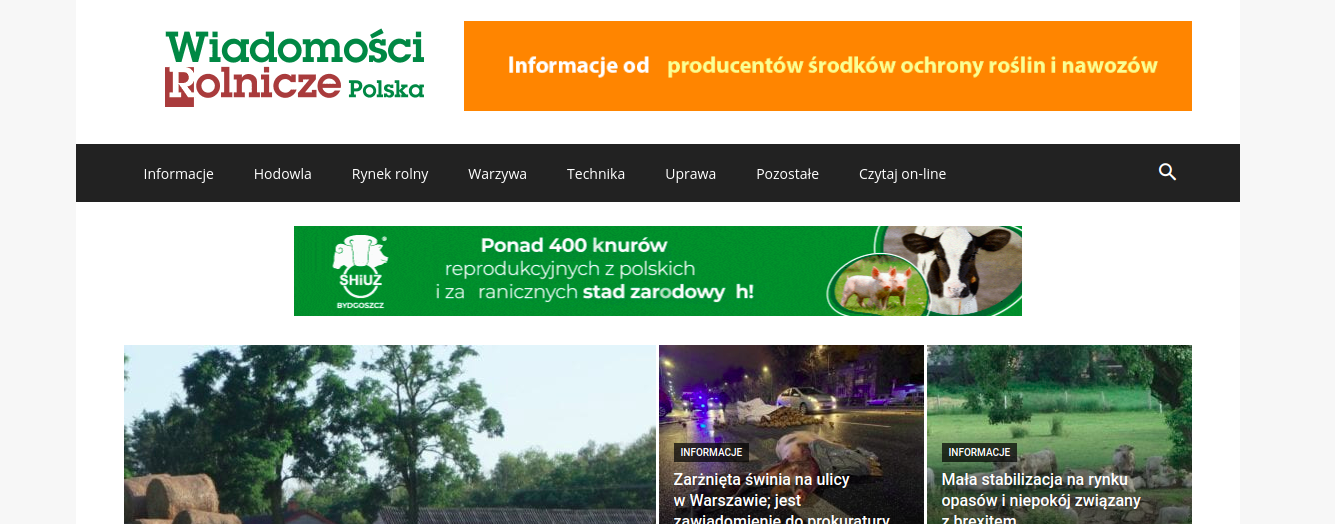 Wiadomości
Rolnicze Polska
Informacje od producentów środków ochrony roślin i nawozów
Informacje Hodowla Rynek rolny Warzywa Technika Uprawa Pozostałe Czytaj on-line
SHiUZ
BYDGOSZCZ
Ponad 400 knurów
reprodukcyjnych z polskich
i za ranicznych stad zarodowy h!
INFORMACJE
Zarżnięta świnia na ulicy
w Warszawie; jest
zawiadomienie do prokuratury
INFORMACJE
Mała stabilizacja na rynku
opasów i niepokój związany
z brexitem